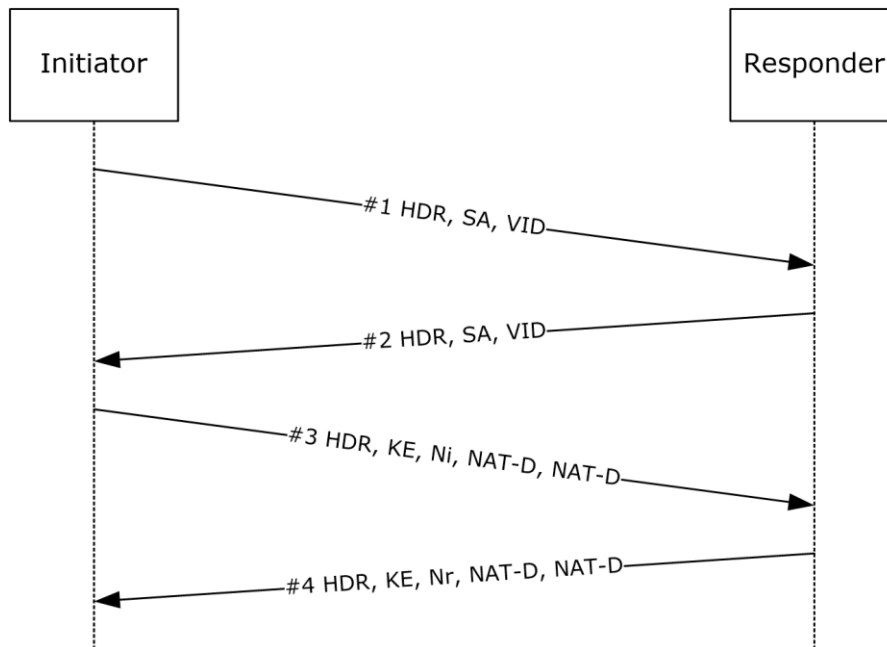 Initiator
Responder
#1 HDR, SA, VID
#2 HDR, SA, VID
#3 HDR, KE, Ni, NAT-D, NAT-D
#4 HDR, KE, Nr, NAT-D, NAT-D